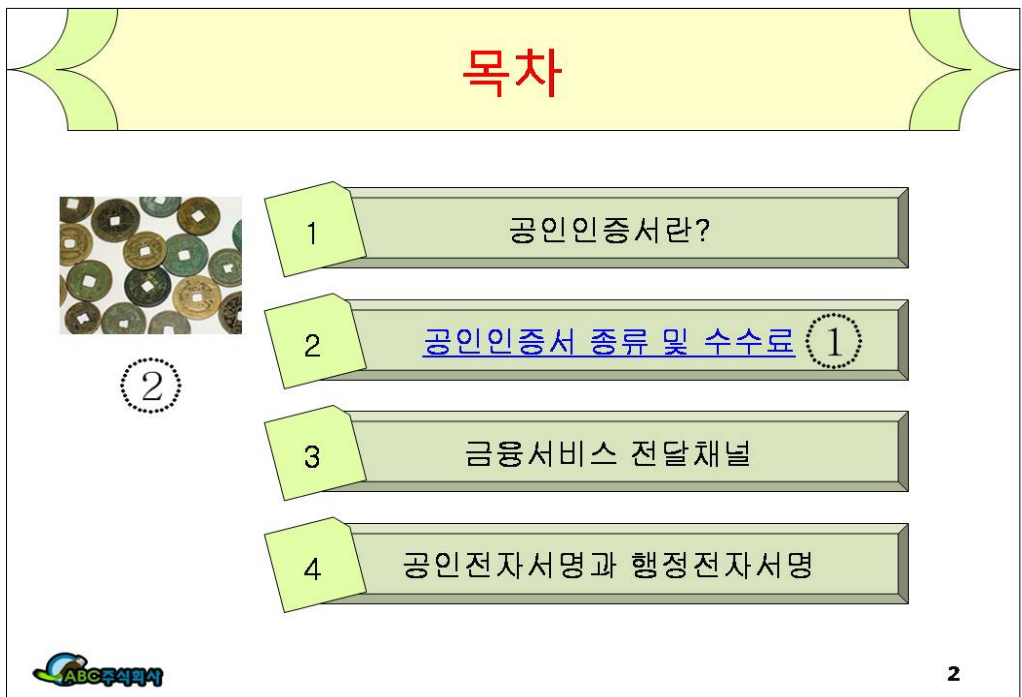 목차
1 공인인증서란?
2 공인인증서 종류 및 수수료 ①
②
3 금융서비스 전달채널
4 공인전자서명과 행정전자서명
ABC주식회사
2